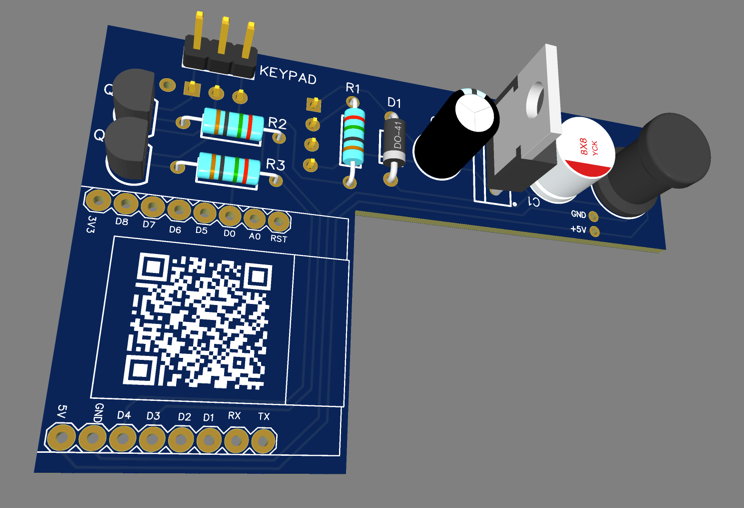 KEYPAD
Q
R1
D1
R2
Q
DO-41
8X8
YCK
R3
C1
GND
+5V
3V3
D8
D7
D6
D5
D0
A0
RST
5V
GND
D4
D3
D2
D1
RX
TX